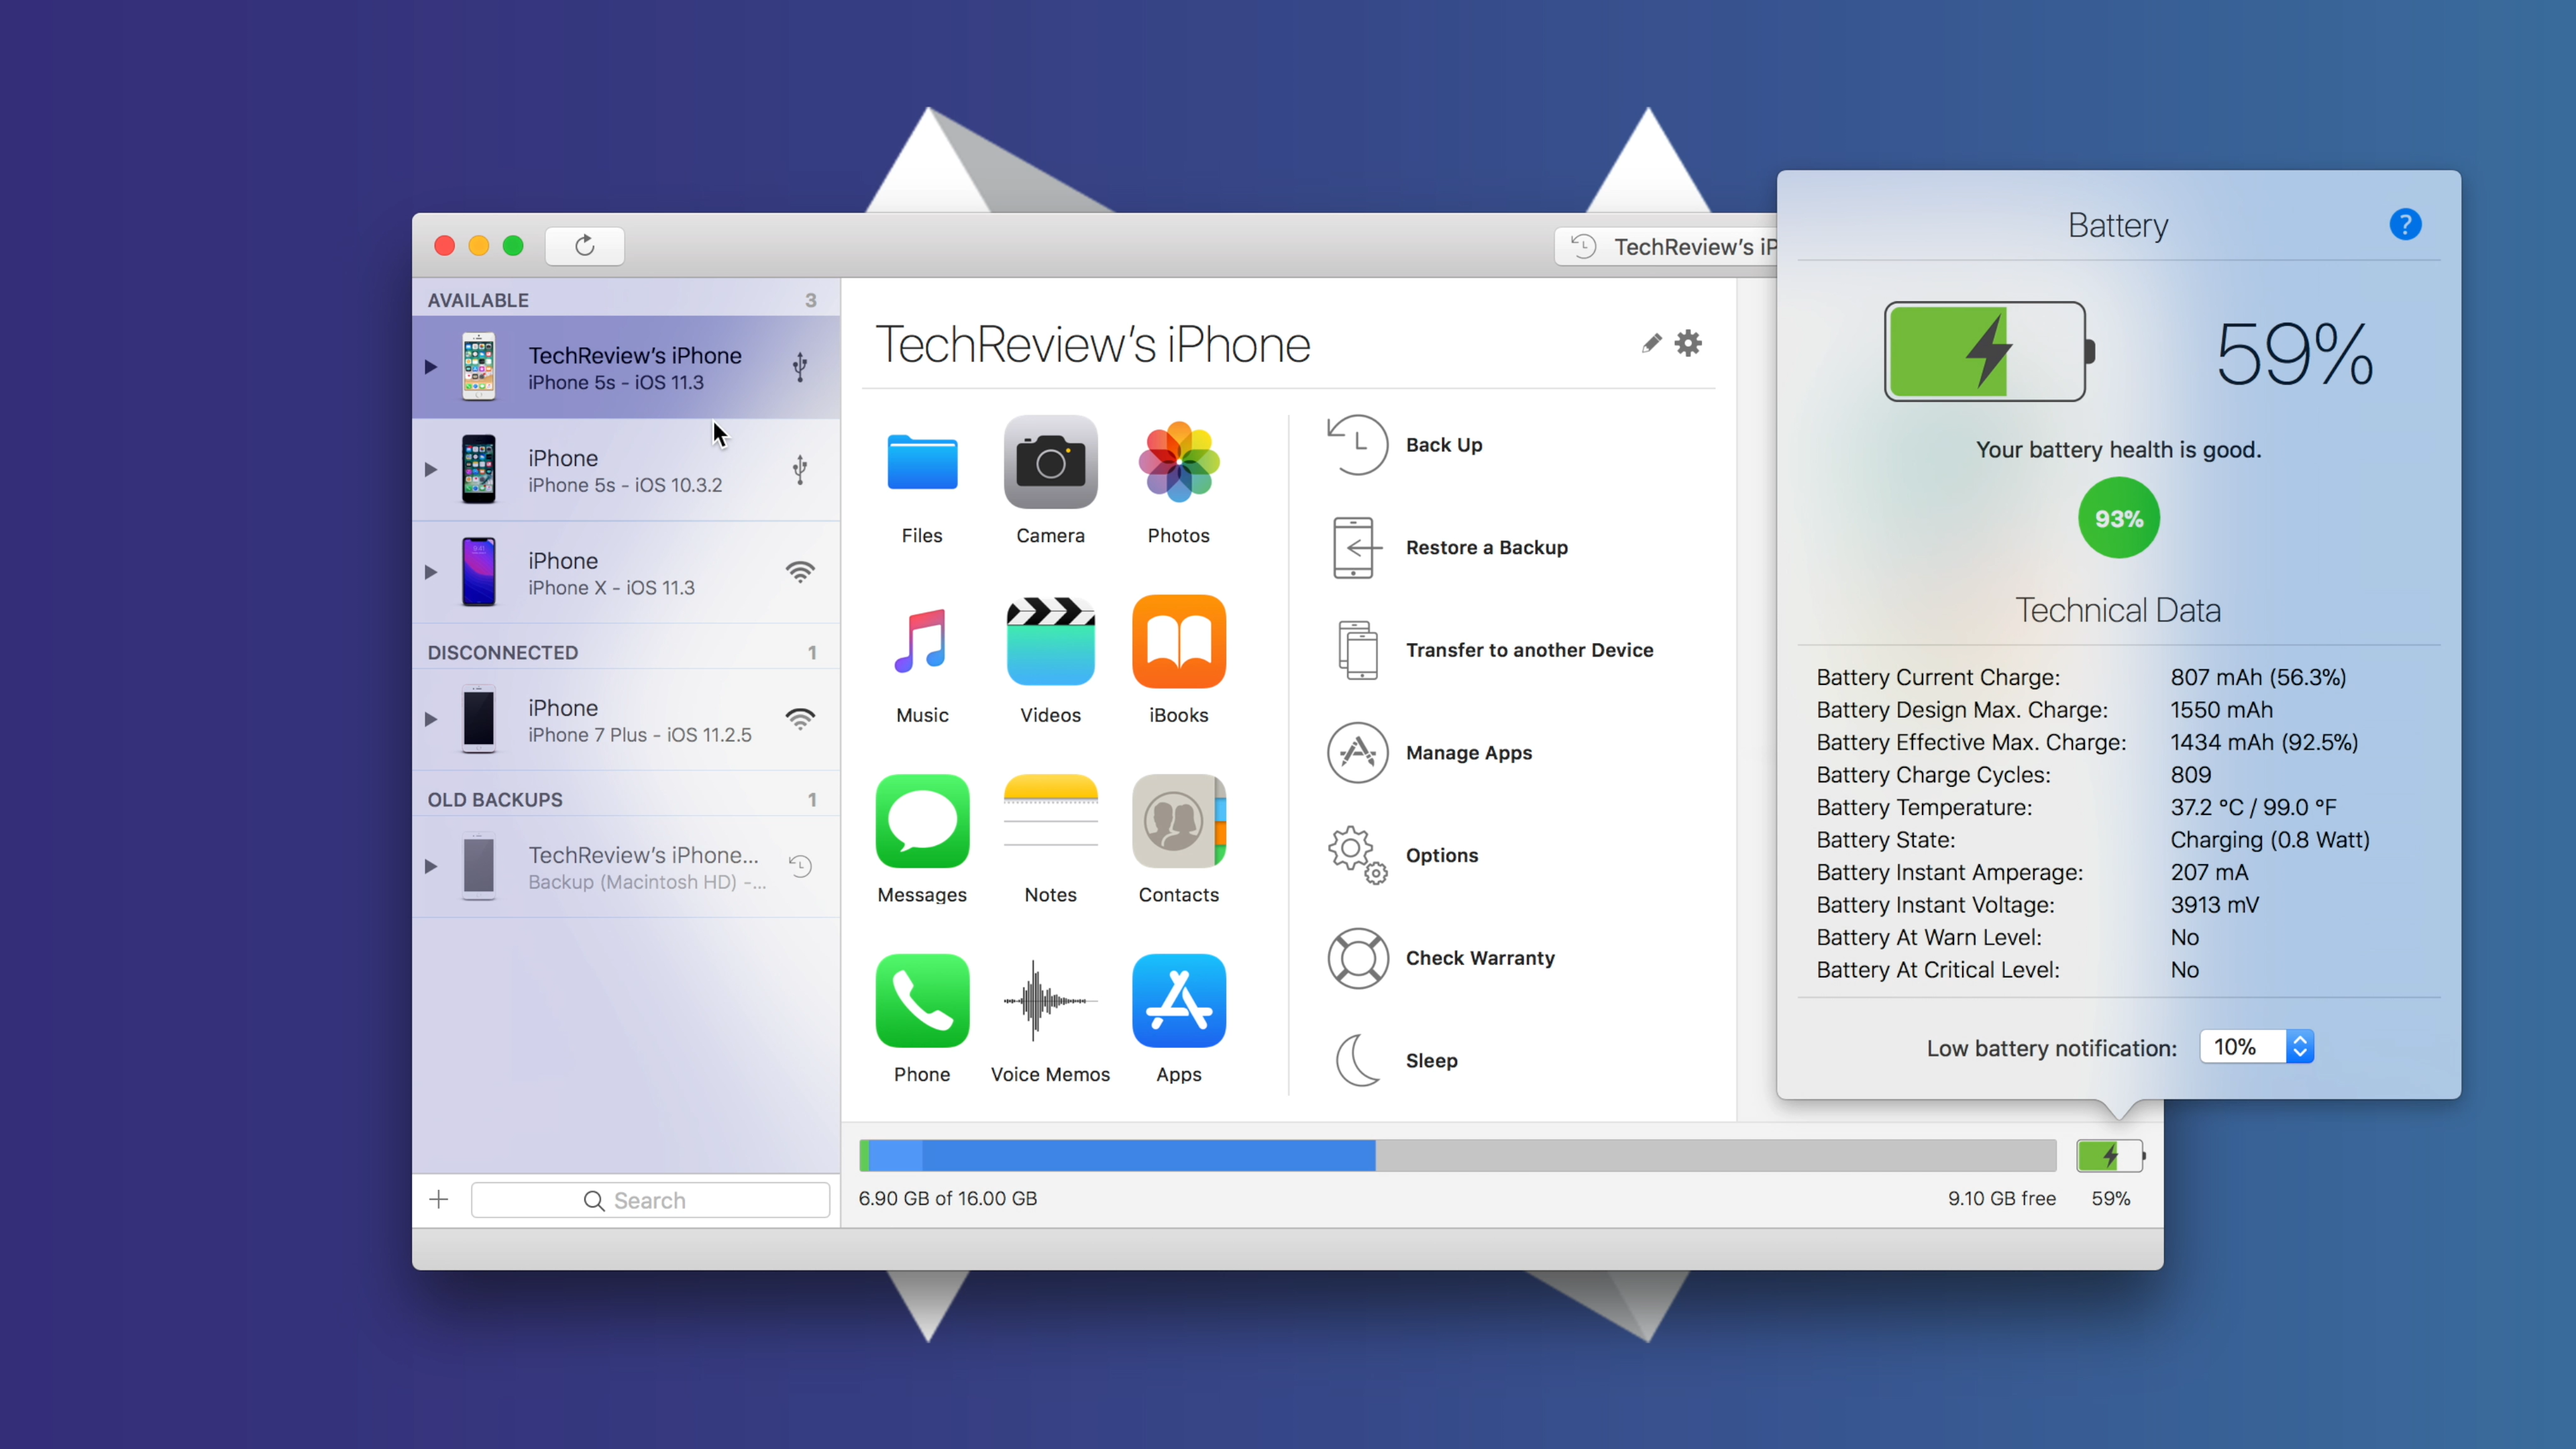 TechReview's iP
AVAILABLE 3
TechReview's iPhone
iPhone 5s - iOS 11.3
iPhone
iPhone 5s - iOS 10.3.2
iPhone
iPhone X - iOS 11.3
DISCONNECTED 1
iPhone
iPhone 7 Plus - iOS 11.2.5
OLD BACKUPS 1
TechReview's iPhone...
Backup (Macintosh HD) -...
Search
TechReview's iPhone
Files Camera Photos
Music Videos iBooks
Messages Notes Contacts
Phone Voice Memos Apps
Back Up
Restore a Backup
Transfer to another Device
Manage Apps
Options
Check Warranty
Sleep
6.90 GB of 16.00 GB 9.10 GB free 59%
Battery ?
59%
Your battery health is good.
93%
Technical Data
Battery Current Charge: 807 mAh (56.3%)
Battery Design Max. Charge: 1550 mAh
Battery Effective Max. Charge: 1434 mAh (92.5%)
Battery Charge Cycles: 809
Battery Temperature: 37.2 °C / 99.0 °F
Battery State: Charging (0.8 Watt)
Battery Instant Amperage: 207 mA
Battery Instant Voltage: 3913 mV
Battery At Warn Level: No
Battery At Critical Level: No
Low battery notification: 10%